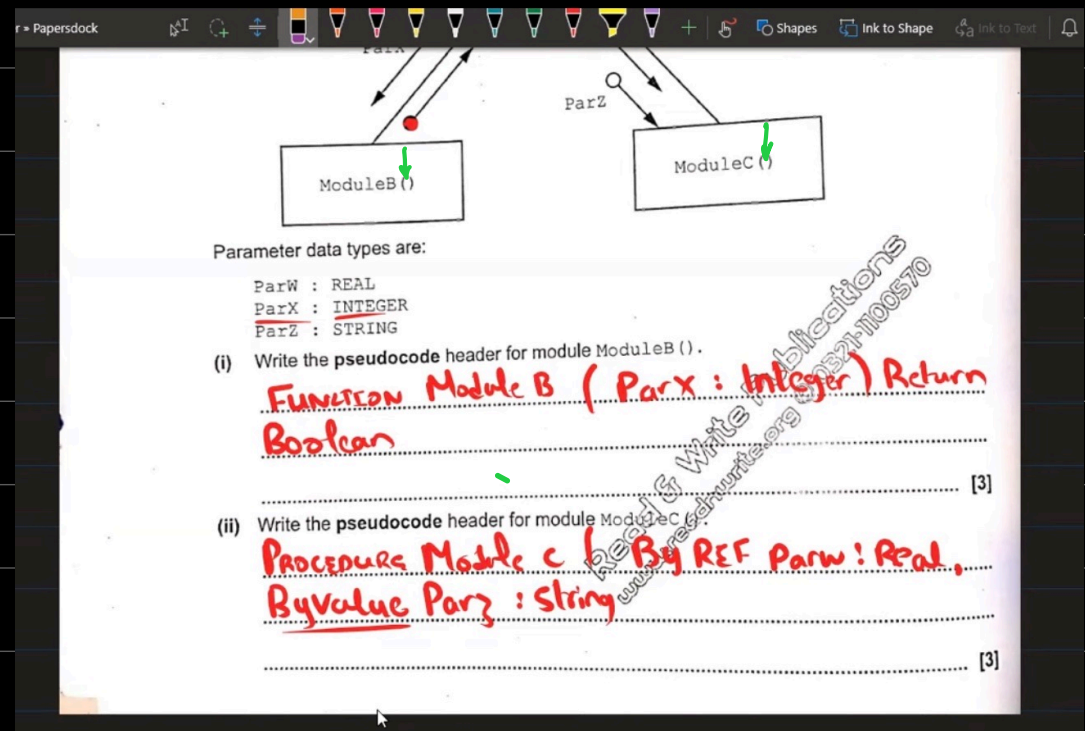 r » Papersdock
Shapes
Ink to Shape
Ink to Text
ParX
ParZ
ModuleB()
ModuleC()
Parameter data types are:
ParW : REAL
ParX : INTEGER
ParZ : STRING
(i) Write the pseudocode header for module ModuleB().
FUNCTION Module B ( ParX : Integer) Return
Boolean
[3]
(ii) Write the pseudocode header for module ModuleC().
PROCEDURE Module C ( By REF Parw : Real,
Byvalue Parz : String
[3]
Read & Write Publications
www.readnwrite.org 0321-1100570